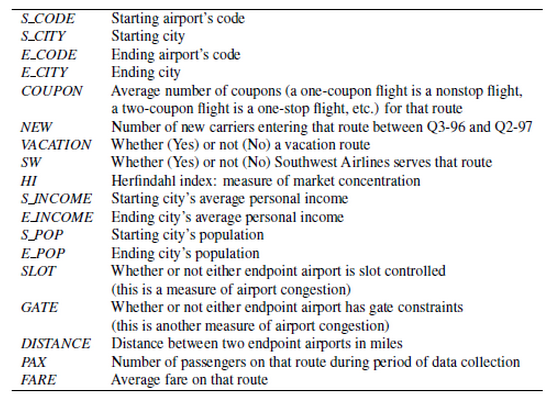 S_CODE Starting airport's code
S_CITY Starting city
E_CODE Ending airport's code
E_CITY Ending city
COUPON Average number of coupons (a one-coupon flight is a nonstop flight,
a two-coupon flight is a one-stop flight, etc.) for that route
NEW Number of new carriers entering that route between Q3-96 and Q2-97
VACATION Whether (Yes) or not (No) a vacation route
SW Whether (Yes) or not (No) Southwest Airlines serves that route
HI Herfindahl index: measure of market concentration
S_INCOME Starting city's average personal income
E_INCOME Ending city's average personal income
S_POP Starting city's population
E_POP Ending city's population
SLOT Whether or not either endpoint airport is slot controlled
(this is a measure of airport congestion)
GATE Whether or not either endpoint airport has gate constraints
(this is another measure of airport congestion)
DISTANCE Distance between two endpoint airports in miles
PAX Number of passengers on that route during period of data collection
FARE Average fare on that route